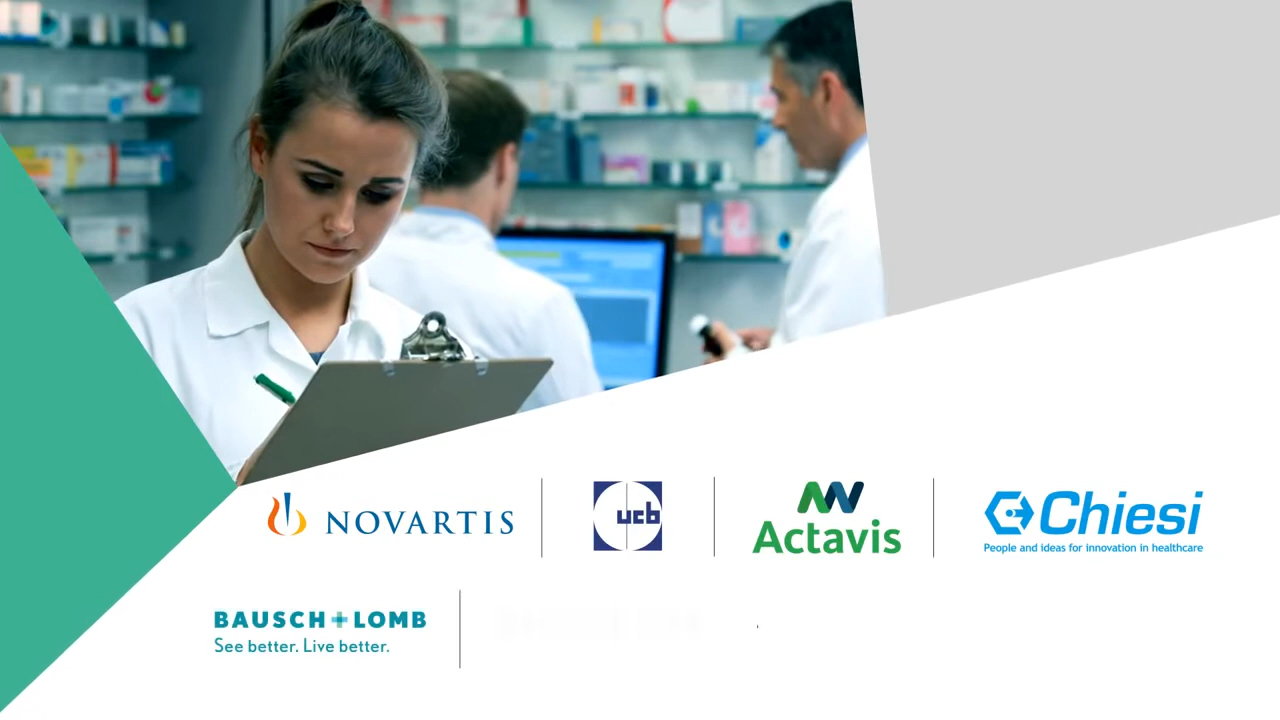 NOVARTIS
ucb
Actavis
Chiesi
People and ideas for innovation in healthcare
BAUSCH+LOMB
See better. Live better.